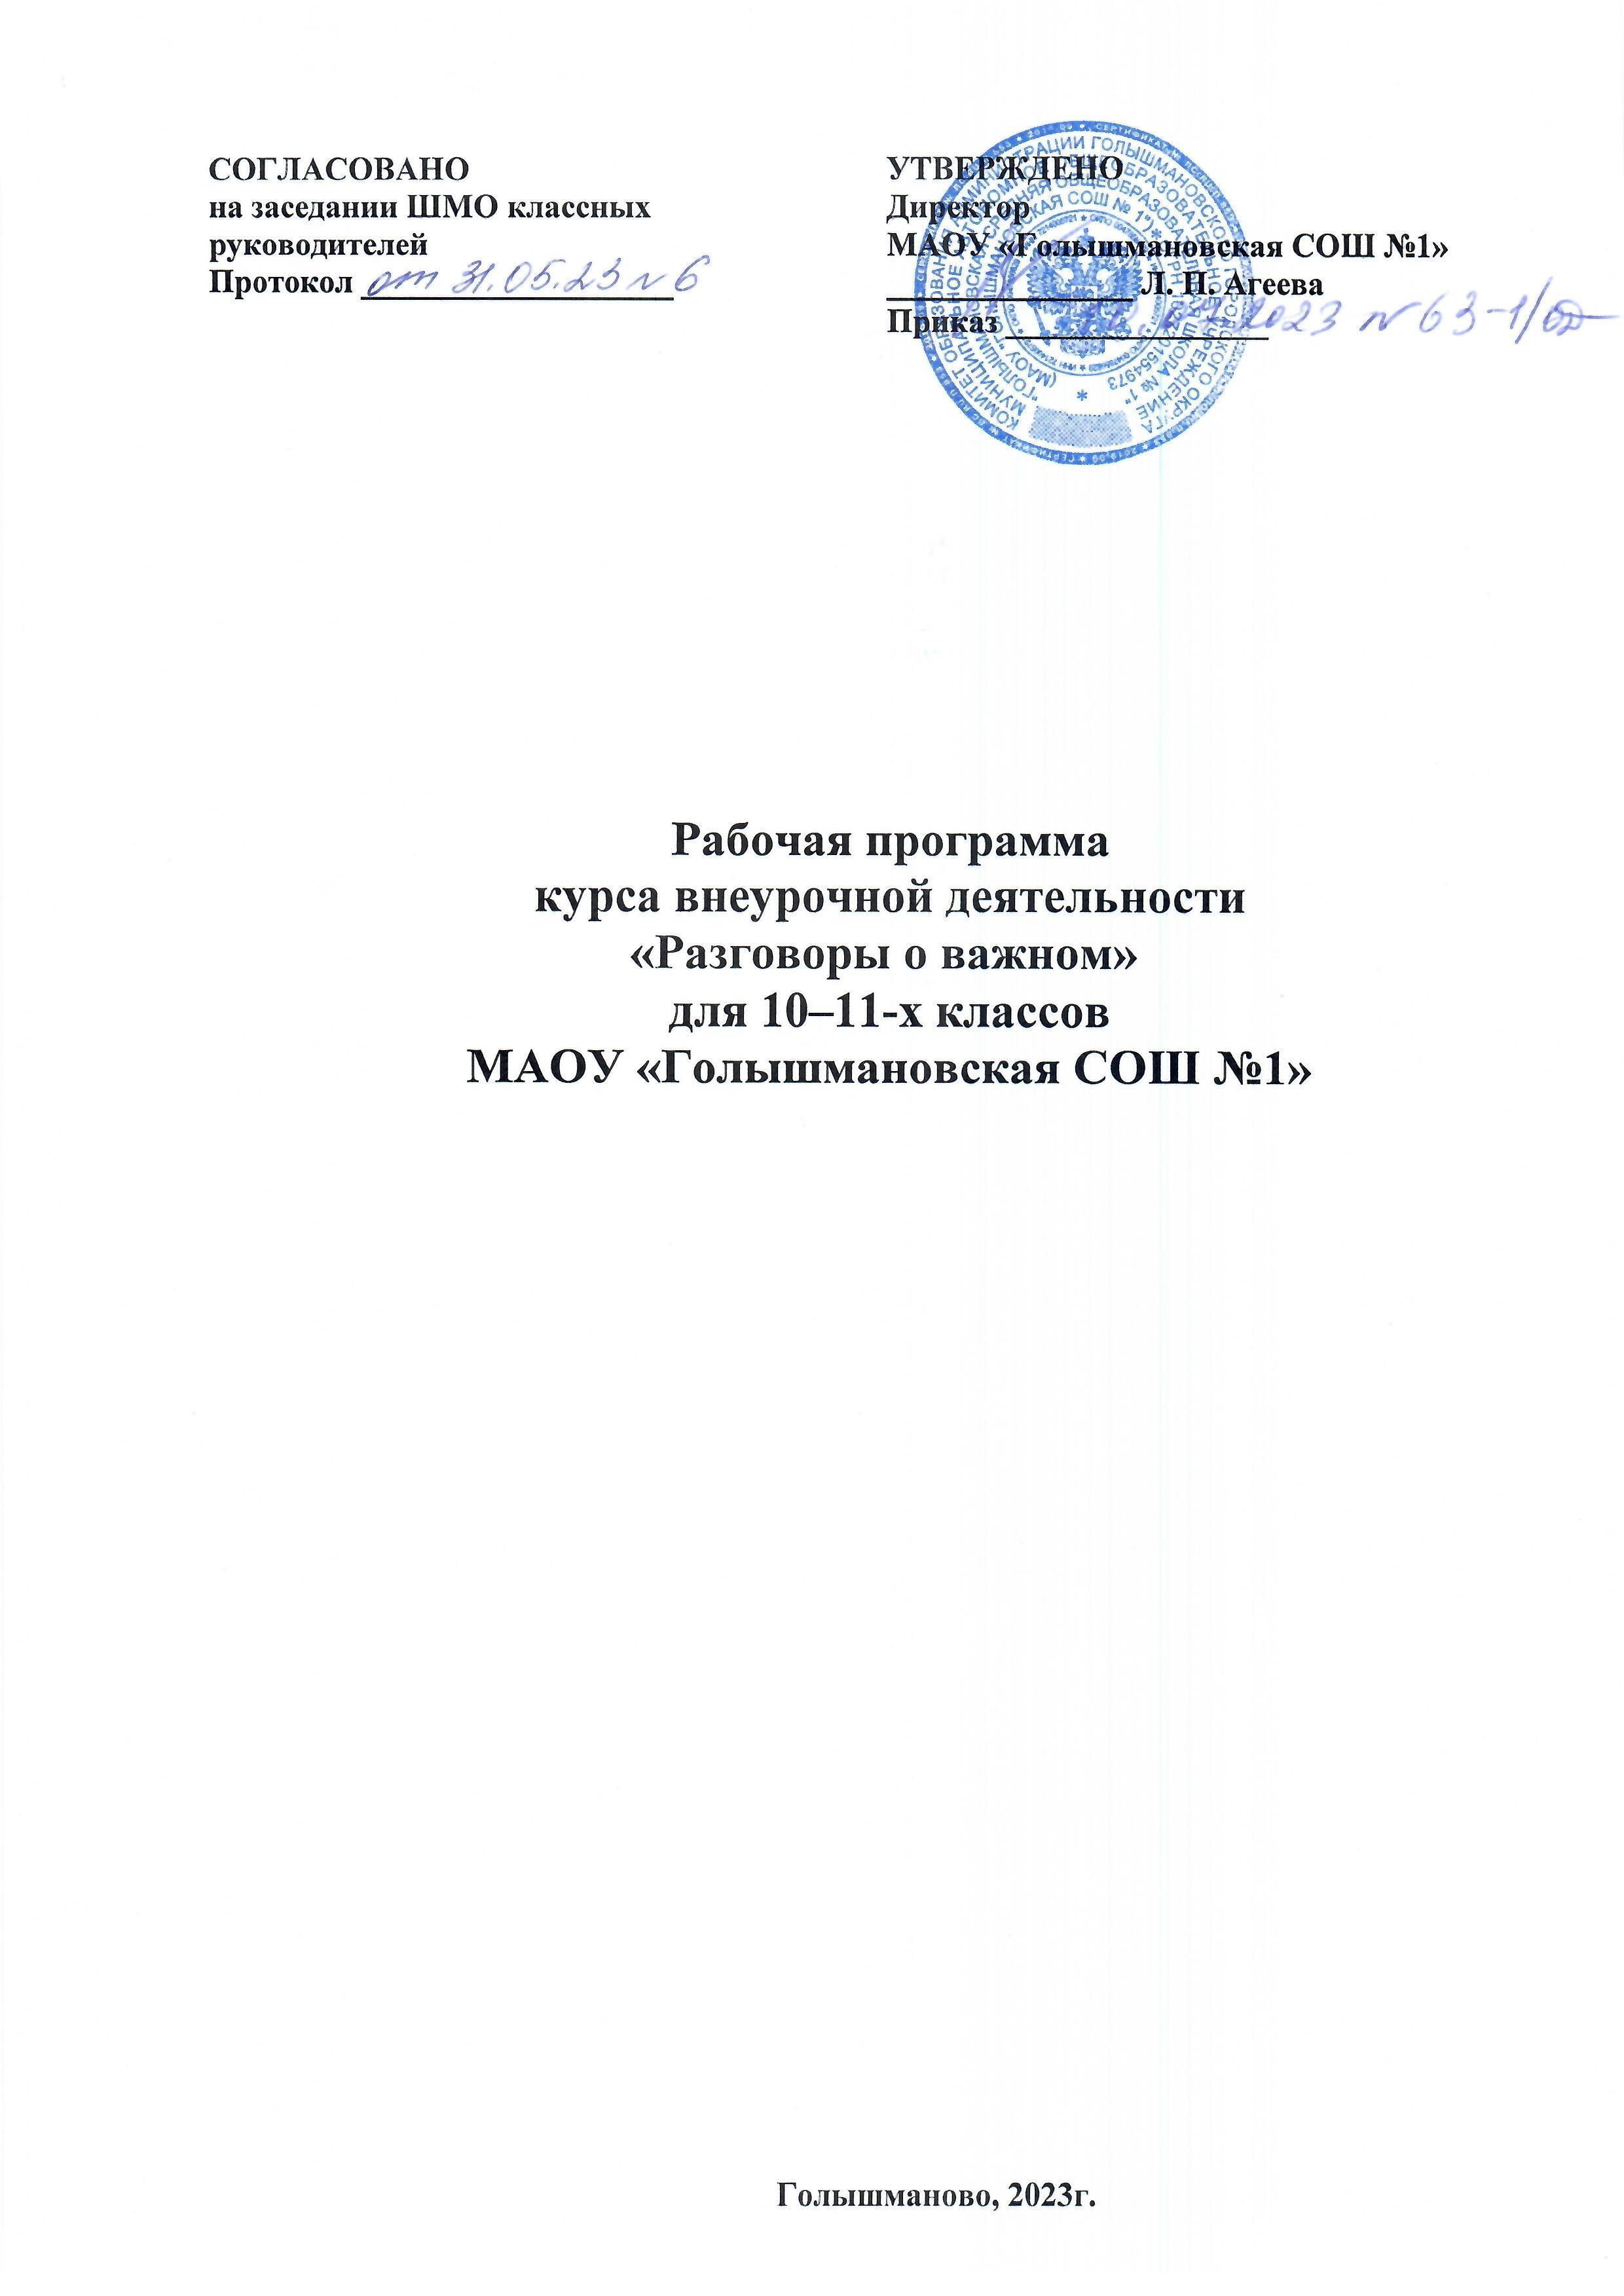 СОГЛАСОВАНО
на заседании ШМО классных
руководителей
Протокол от 31.05.23 № 6
УТВЕРЖДЕНО
Директор
МАОУ «Голышмановская СОШ №1»
Л. П. Агеева
Приказ 2023 № 63-1/од
Рабочая программа
курса внеурочной деятельности
«Разговоры о важном»
для 10–11-х классов
МАОУ «Голышмановская СОШ №1»
Голышманово, 2023г.